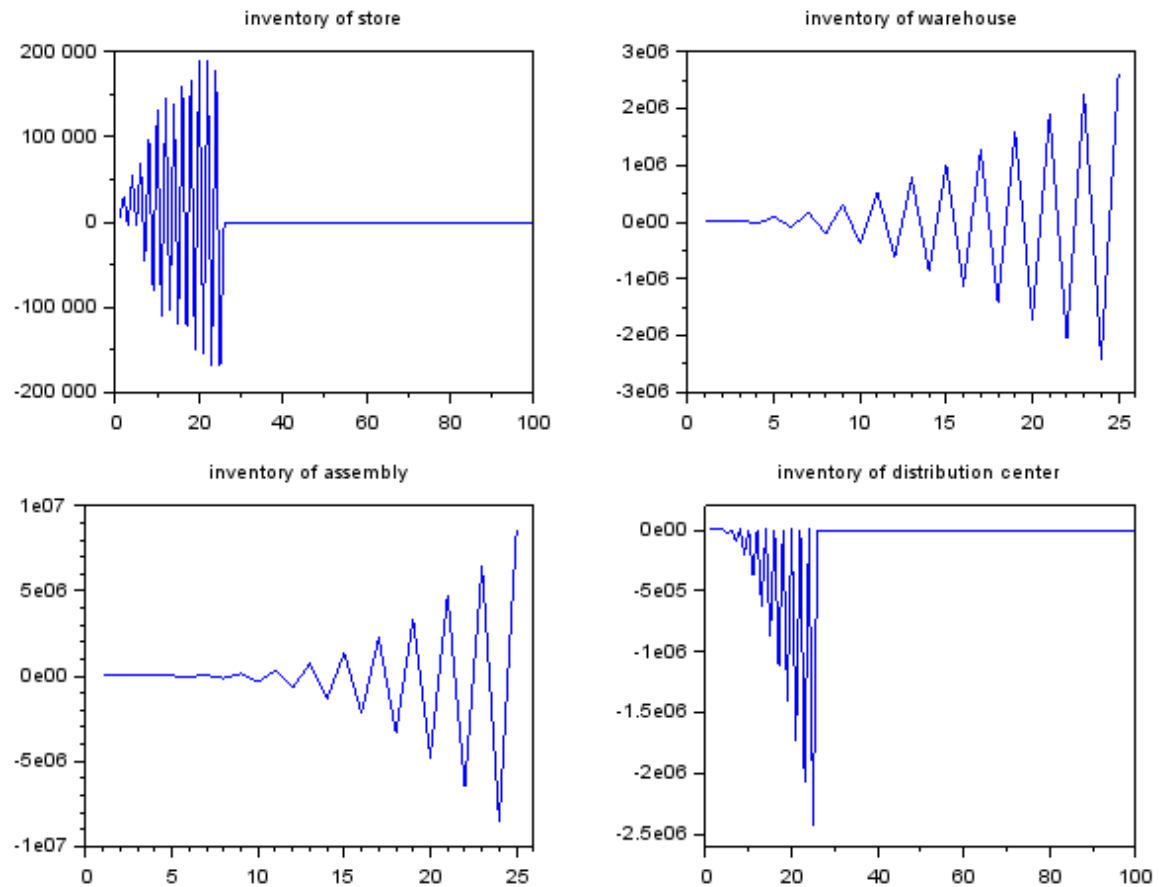 inventory of store
200 000
100 000
0
-100 000
-200 000
0 20 40 60 80 100
inventory of warehouse
3e06
2e06
1e06
0e00
-1e06
-2e06
-3e06
0 5 10 15 20 25
inventory of assembly
1e07
5e06
0e00
-5e06
-1e07
0 5 10 15 20 25
inventory of distribution center
0e00
-5e05
-1e06
-1.5e06
-2e06
-2.5e06
0 20 40 60 80 100